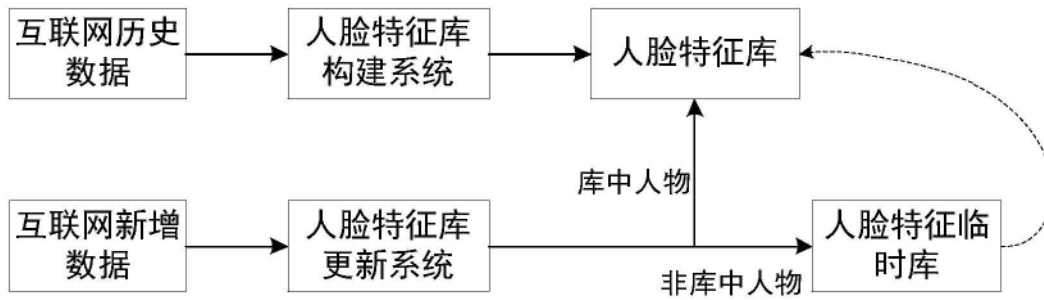 互联网历史
数据
人脸特征库
构建系统
人脸特征库
库中人物
互联网新增
数据
人脸特征库
更新系统
非库中人物
人脸特征临
时库